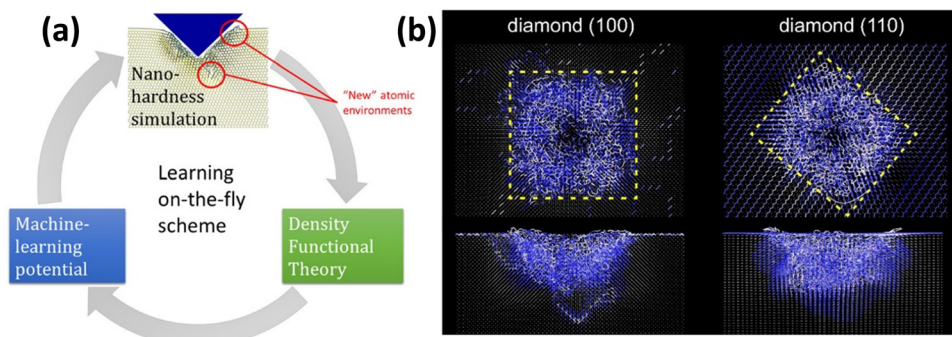 (a)
Nano-
hardness
simulation
"New" atomic
environments
Learning
on-the-fly
scheme
Machine-
learning
potential
Density
Functional
Theory
(b)
diamond (100)
diamond (110)